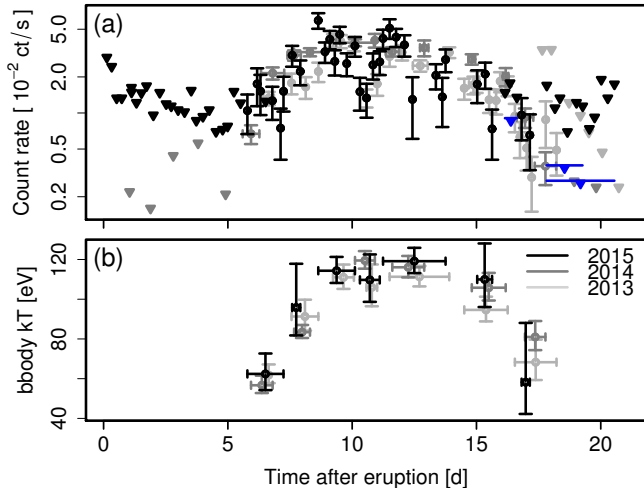 (a)
Count rate [ 10⁻² ct / s ]
5.0
2.0
1.0
0.5
0.2
(b)
bbody kT [eV]
120
80
40
2015
2014
2013
0 5 10 15 20
Time after eruption [d]